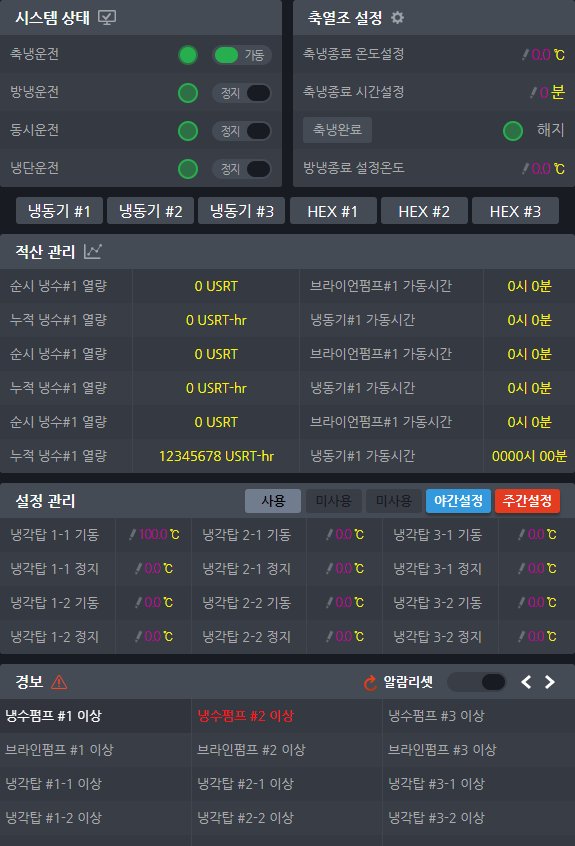 시스템 상태
축냉운전 가동
방냉운전 정지
동시운전 정지
냉단운전 정지
축열조 설정
축냉종료 온도설정 0.0 ℃
축냉종료 시간설정 0 분
축냉완료 해지
방냉종료 설정온도 0.0 ℃
냉동기 #1 냉동기 #2 냉동기 #3 HEX #1 HEX #2 HEX #3
적산 관리
순시 냉수#1 열량 0 USRT 브라이언펌프#1 가동시간 0시 0분
누적 냉수#1 열량 0 USRT-hr 냉동기#1 가동시간 0시 0분
순시 냉수#1 열량 0 USRT 브라이언펌프#1 가동시간 0시 0분
누적 냉수#1 열량 0 USRT-hr 냉동기#1 가동시간 0시 0분
순시 냉수#1 열량 0 USRT 브라이언펌프#1 가동시간 0시 0분
누적 냉수#1 열량 12345678 USRT-hr 냉동기#1 가동시간 0000시 00분
설정 관리 사용 미사용 미사용 야간설정 주간설정
냉각탑 1-1 기동 100.0 ℃ 냉각탑 2-1 기동 0.0 ℃ 냉각탑 3-1 기동 0.0 ℃
냉각탑 1-1 정지 0.0 ℃ 냉각탑 2-1 정지 0.0 ℃ 냉각탑 3-1 정지 0.0 ℃
냉각탑 1-2 기동 0.0 ℃ 냉각탑 2-2 기동 0.0 ℃ 냉각탑 3-2 기동 0.0 ℃
냉각탑 1-2 정지 0.0 ℃ 냉각탑 2-2 정지 0.0 ℃ 냉각탑 3-2 정지 0.0 ℃
경보 알람리셋
냉수펌프 #1 이상 냉수펌프 #2 이상 냉수펌프 #3 이상
브라인펌프 #1 이상 브라인펌프 #2 이상 브라인펌프 #3 이상
냉각탑 #1-1 이상 냉각탑 #2-1 이상 냉각탑 #3-1 이상
냉각탑 #1-2 이상 냉각탑 #2-2 이상 냉각탑 #3-2 이상